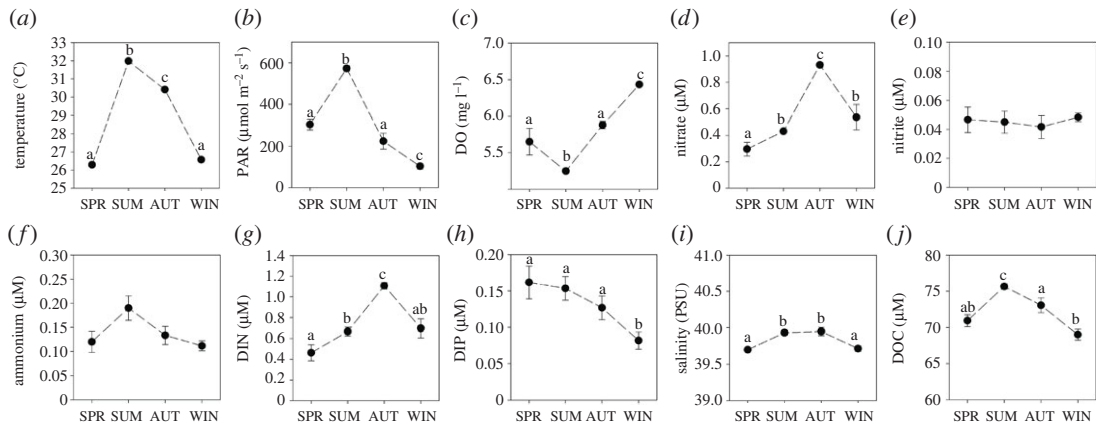 (a)
temperature (°C)
33
32
31
30
29
28
27
26
25
a
b
c
a
SPR SUM AUT WIN
(b)
PAR (µmol m−2 s−1)
600
400
200
0
a
b
a
c
SPR SUM AUT WIN
(c)
DO (mg l−1)
7.0
6.5
6.0
5.5
a
b
a
c
SPR SUM AUT WIN
(d)
nitrate (µM)
1.0
0.8
0.6
0.4
0.2
0
a
b
c
b
SPR SUM AUT WIN
(e)
nitrite (µM)
0.10
0.08
0.06
0.04
0.02
0
SPR SUM AUT WIN
(f)
ammonium (µM)
0.30
0.25
0.20
0.15
0.10
0.05
0
SPR SUM AUT WIN
(g)
DIN (µM)
1.4
1.2
1.0
0.8
0.6
0.4
0.2
0
a
b
c
ab
SPR SUM AUT WIN
(h)
DIP (µM)
0.15
0.10
0.05
0
a
a
a
b
SPR SUM AUT WIN
(i)
salinity (PSU)
41.0
40.5
40.0
39.6
39.0
a
b
b
a
SPR SUM AUT WIN
(j)
DOC (µM)
80
75
70
65
60
ab
c
a
b
SPR SUM AUT WIN